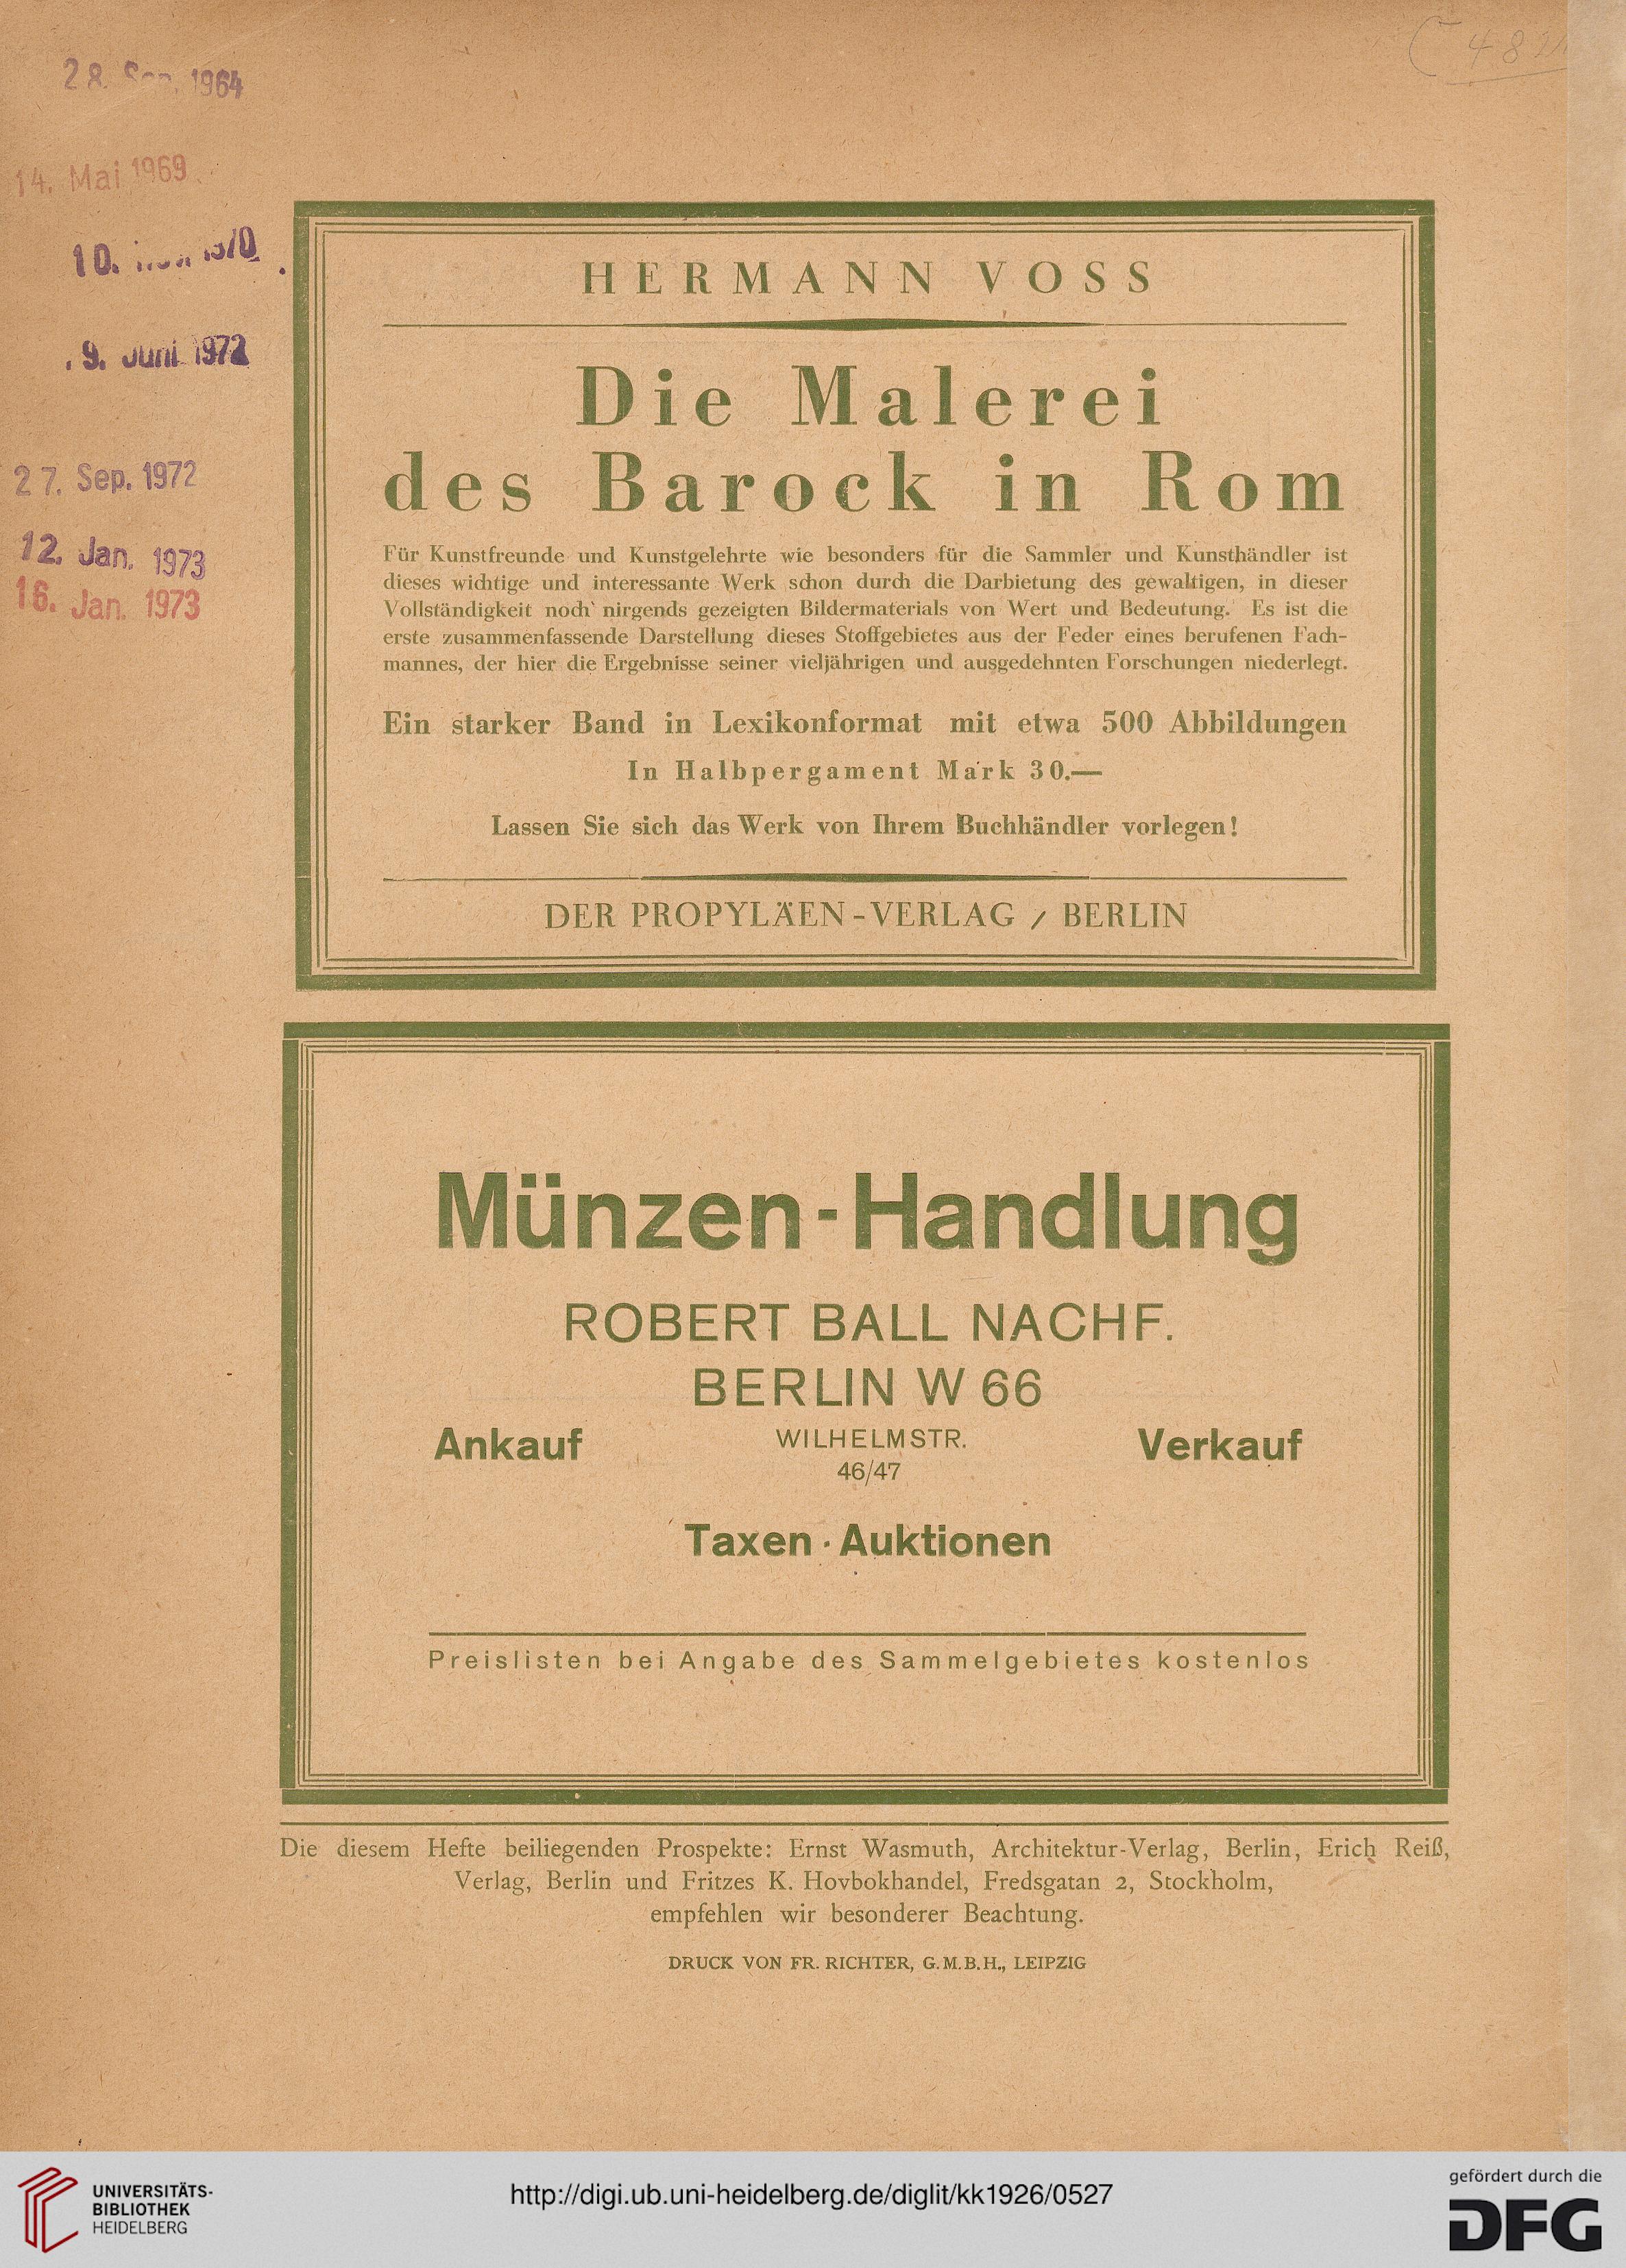 28. Sep. 1964
14. Mai 1969
10. 1970
9. Juni 1972
27. Sep. 1972
12. Jan. 1973
16. Jan. 1973
HERMANN VOSS
Die Malerei
des Barock in Rom
Für Kunstfreunde und Kunstgelehrte wie besonders für die Sammler und Kunsthändler ist
dieses wichtige und interessante Werk schon durch die Darbietung des gewaltigen, in dieser
Vollständigkeit noch nirgends gezeigten Bildermaterials von Wert und Bedeutung. Es ist die
erste zusammenfassende Darstellung dieses Stoffgebietes aus der Feder eines berufenen Fach-
mannes, der hier die Ergebnisse seiner vieljährigen und ausgedehnten Forschungen niederlegt.
Ein starker Band in Lexikonformat mit etwa 500 Abbildungen
In Halbpergament Mark 30.—
Lassen Sie sich das Werk von Ihrem Buchhändler vorlegen!
DER PROPYLÄEN-VERLAG / BERLIN
Münzen-Handlung
ROBERT BALL NACHF.
BERLIN W 66
Ankauf WILHELMSTR. Verkauf
46/47
Taxen · Auktionen
Preislisten bei Angabe des Sammelgebietes kostenlos
Die diesem Hefte beiliegenden Prospekte: Ernst Wasmuth, Architektur-Verlag, Berlin, Erich Reiß,
Verlag, Berlin und Fritzes K. Hovbokhandel, Fredsgatan 2, Stockholm,
empfehlen wir besonderer Beachtung.
DRUCK VON FR. RICHTER, G.M.B.H., LEIPZIG
UNIVERSITÄTS-
BIBLIOTHEK
HEIDELBERG
http://digi.ub.uni-heidelberg.de/diglit/kk1926/0527
gefördert durch die
DFG